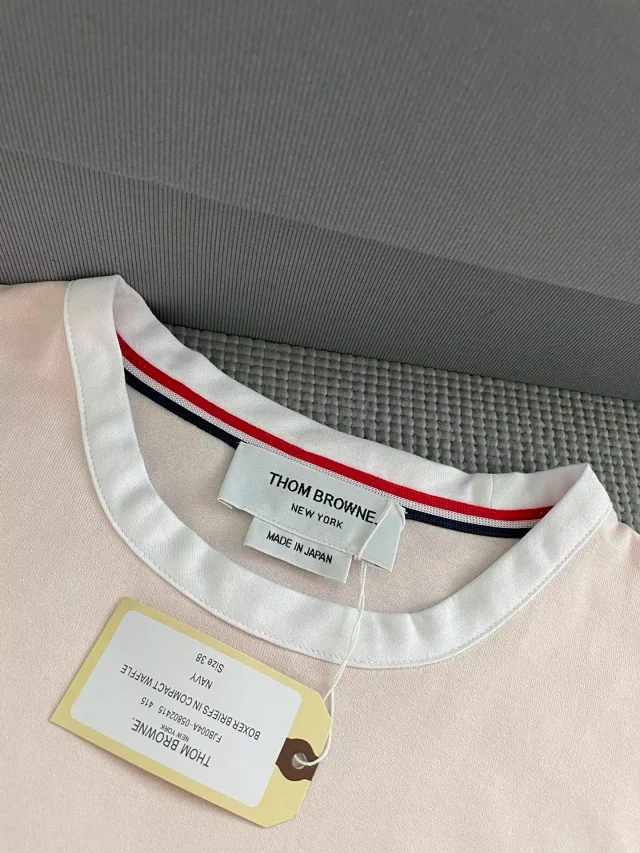 THOM BROWNE.
NEW YORK
MADE IN JAPAN
THOM BROWNE.
NEW YORK
FJB004A-05802415 415
BOXER BRIEFS IN COMPACT WAFFLE
NAVY
Size 38